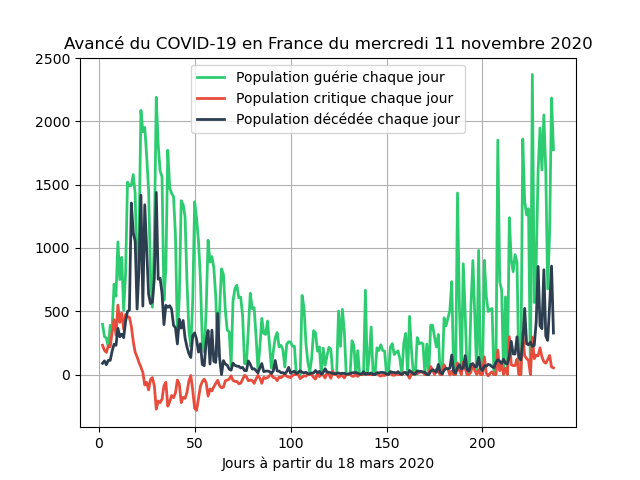 Avancé du COVID-19 en France du mercredi 11 novembre 2020
Population guérie chaque jour
Population critique chaque jour
Population décédée chaque jour
2500
2000
1500
1000
500
0
0 50 100 150 200
Jours à partir du 18 mars 2020